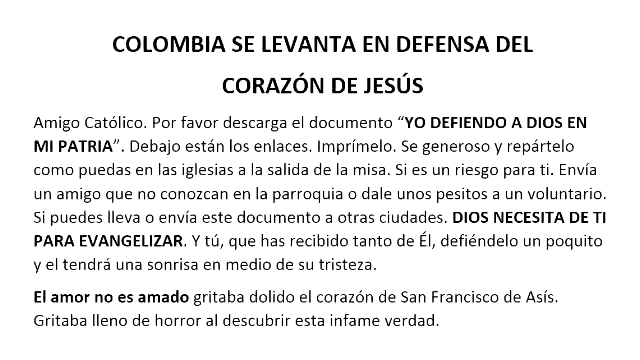 COLOMBIA SE LEVANTA EN DEFENSA DEL
CORAZÓN DE JESÚS
Amigo Católico. Por favor descarga el documento “YO DEFIENDO A DIOS EN
MI PATRIA”. Debajo están los enlaces. Imprímelo. Se generoso y repártelo
como puedas en las iglesias a la salida de la misa. Si es un riesgo para ti. Envía
un amigo que no conozcan en la parroquia o dale unos pesitos a un voluntario.
Si puedes lleva o envía este documento a otras ciudades. DIOS NECESITA DE TI
PARA EVANGELIZAR. Y tú, que has recibido tanto de Él, defiéndelo un poquito
y el tendrá una sonrisa en medio de su tristeza.
El amor no es amado gritaba dolido el corazón de San Francisco de Asís.
Gritaba lleno de horror al descubrir esta infame verdad.